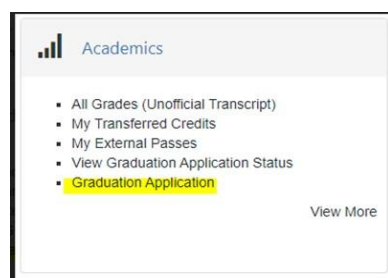 Academics
All Grades (Unofficial Transcript)
My Transferred Credits
My External Passes
View Graduation Application Status
Graduation Application
View More